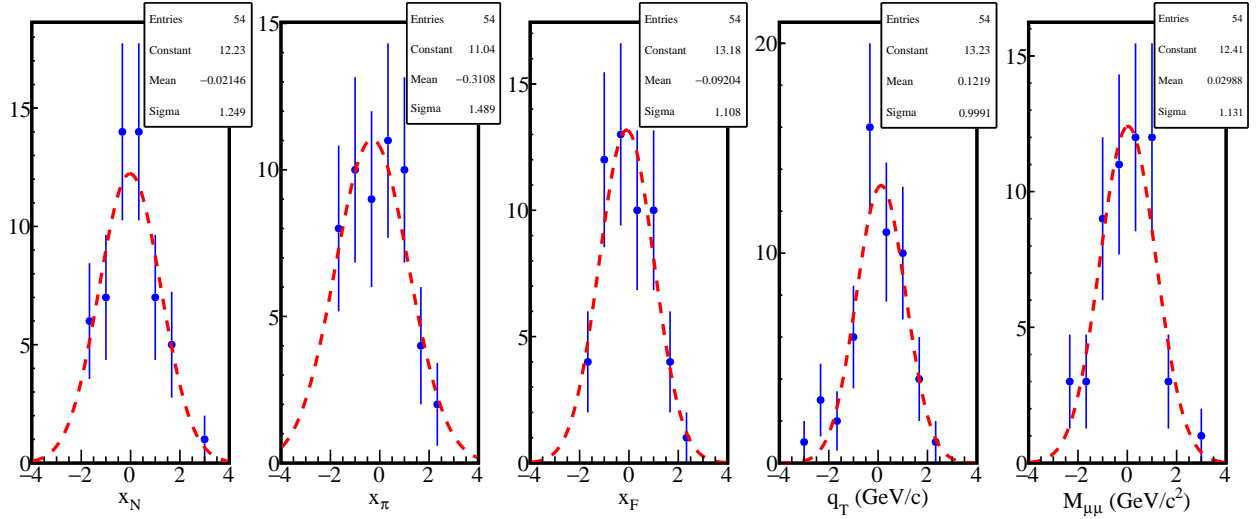 Entries 54
Constant 12.23
Mean −0.02146
Sigma 1.249
15
10
5
0
−4 −2 0 2 4
x_N
Entries 54
Constant 11.04
Mean −0.3108
Sigma 1.489
15
10
5
0
−4 −2 0 2 4
x_π
Entries 54
Constant 13.18
Mean −0.09204
Sigma 1.108
15
10
5
0
−4 −2 0 2 4
x_F
Entries 54
Constant 13.23
Mean 0.1219
Sigma 0.9991
20
10
0
−4 −2 0 2 4
q_T (GeV/c)
Entries 54
Constant 12.41
Mean 0.02988
Sigma 1.131
15
10
5
0
−4 −2 0 2 4
M_μμ (GeV/c²)